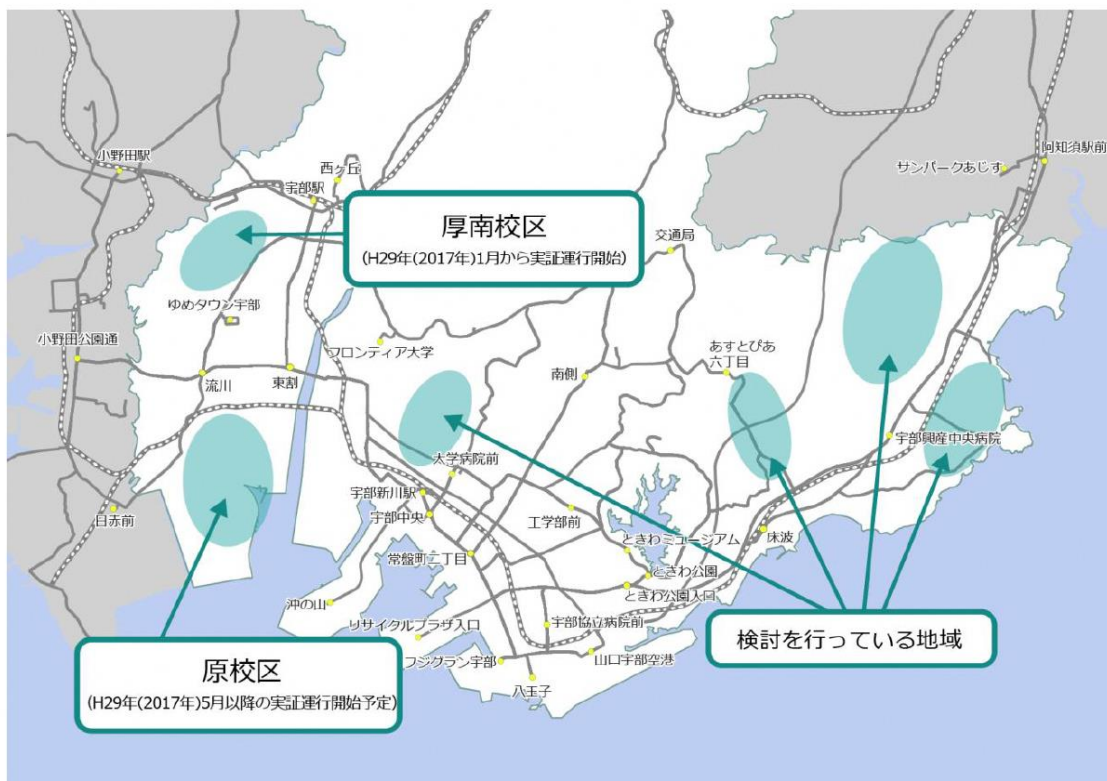 小野田駅
西ヶ丘
宇部駅
阿知須駅前
サンパークあじす
厚南校区
(H29年(2017年)1月から実証運行開始)
交通局
ゆめタウン宇部
フロンティア大学
小野田公園通
流川
東割
南側
あすとぴあ
六丁目
宇部興産中央病院
大学病院前
宇部新川駅
宇部中央
日赤前
工学部前
ときわミュージアム
床波
常盤町二丁目
ときわ公園
ときわ公園入口
沖の山
リサイクルプラザ入口
宇部協立病院前
フジグラン宇部
山口宇部空港
八王子
原校区
(H29年(2017年)5月以降の実証運行開始予定)
検討を行っている地域